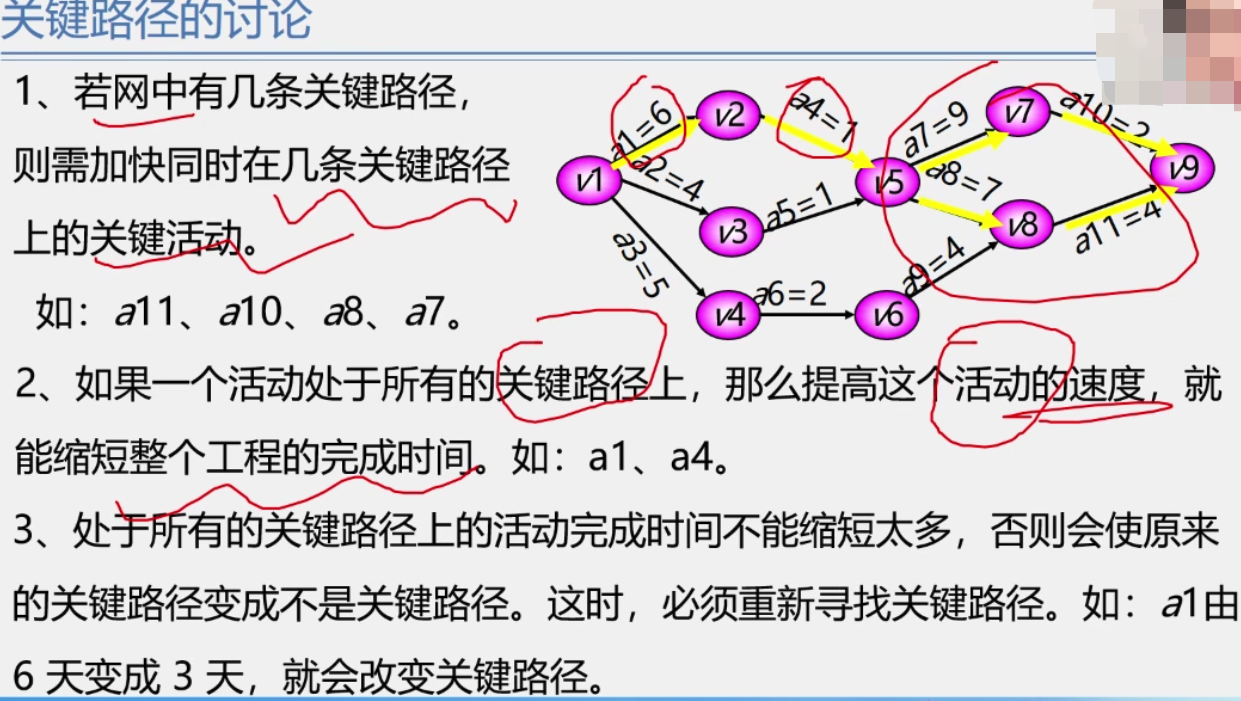 关键路径的讨论
1、若网中有几条关键路径，
则需加快同时在几条关键路径
上的关键活动。
如：a11、a10、a8、a7。
v1
v2
v3
v4
v5
v6
v7
v8
v9
a1=6
a2=4
a3=5
a4=1
a5=1
a6=2
a7=9
a8=7
a9=4
a10=2
a11=4
2、如果一个活动处于所有的关键路径上，那么提高这个活动的速度，就
能缩短整个工程的完成时间。如：a1、a4。
3、处于所有的关键路径上的活动完成时间不能缩短太多，否则会使原来
的关键路径变成不是关键路径。这时，必须重新寻找关键路径。如：a1由
6 天变成 3 天，就会改变关键路径。